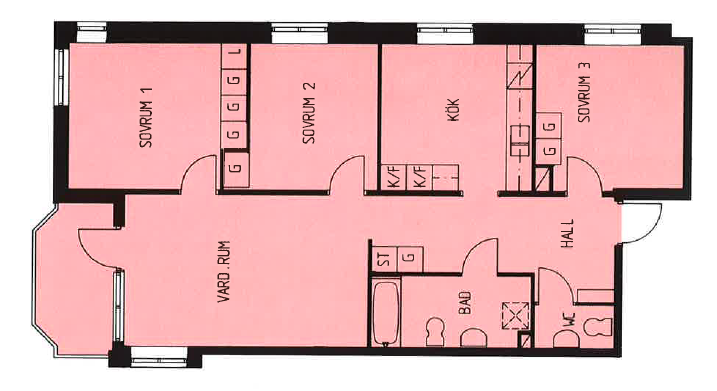 SOVRUM 1
L
G
G
G
G
SOVRUM 2
KÖK
K/F
K/F
SOVRUM 3
G
G
VARD.RUM
ST
G
HALL
BAD
WC